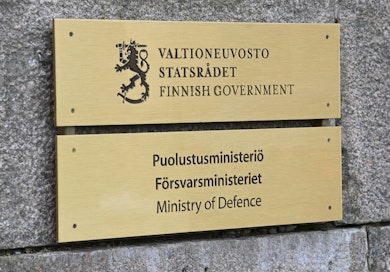 VALTIONEUVOSTO
STATSRÅDET
FINNISH GOVERNMENT
Puolustusministeriö
Försvarsministeriet
Ministry of Defence